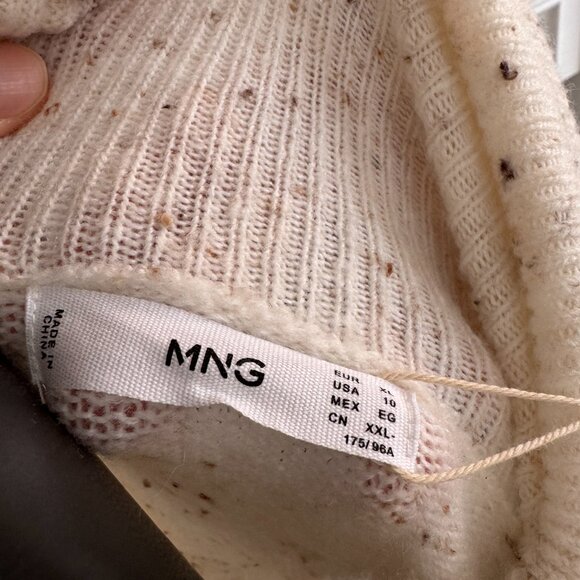 MADE IN
CHINA
MNG
EUR XL
USA 10
MEX EG
CN XXL-
175/96A